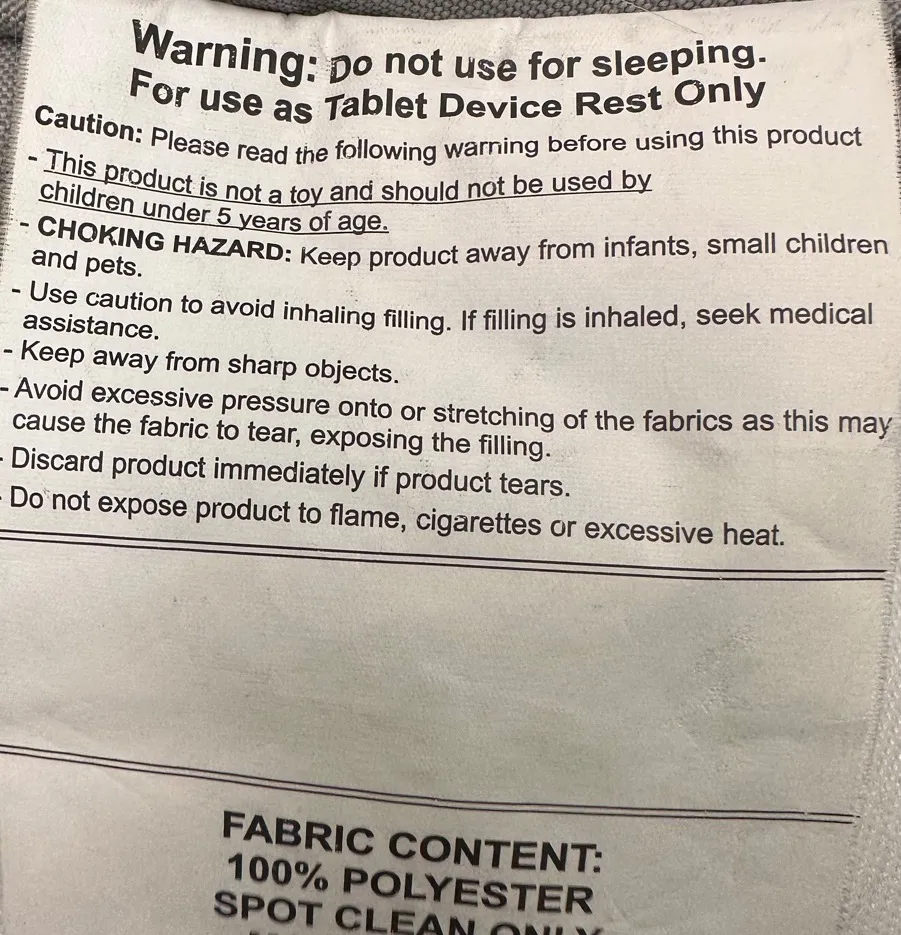 Warning: Do not use for sleeping.
For use as Tablet Device Rest Only
Caution: Please read the following warning before using this product
- This product is not a toy and should not be used by
children under 5 years of age.
- CHOKING HAZARD: Keep product away from infants, small children
and pets.
- Use caution to avoid inhaling filling. If filling is inhaled, seek medical
assistance.
- Keep away from sharp objects.
- Avoid excessive pressure onto or stretching of the fabrics as this may
cause the fabric to tear, exposing the filling.
- Discard product immediately if product tears.
- Do not expose product to flame, cigarettes or excessive heat.
FABRIC CONTENT:
100% POLYESTER
SPOT CLEAN ONLY